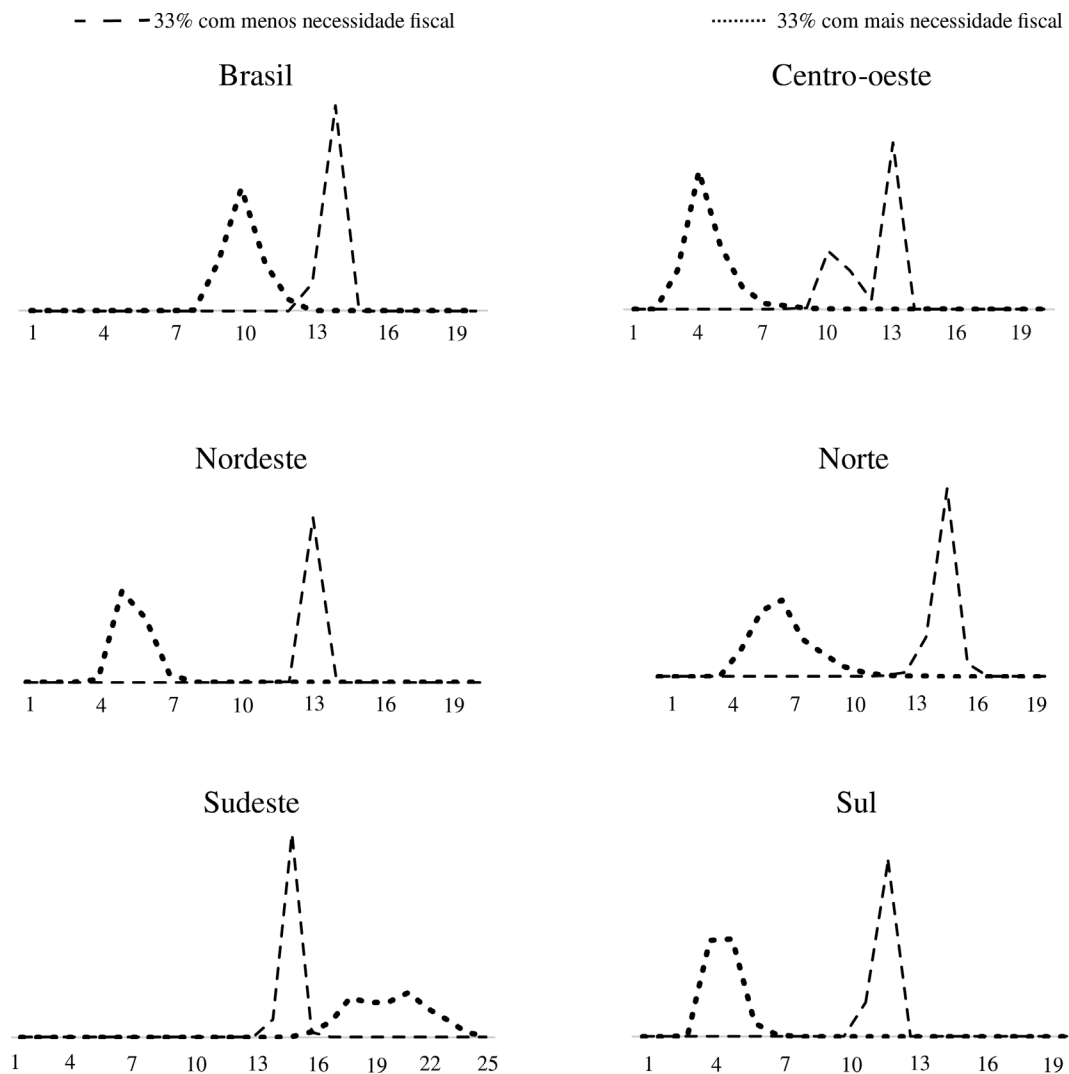 33% com menos necessidade fiscal
33% com mais necessidade fiscal
Brasil
1 4 7 10 13 16 19
Centro-oeste
1 4 7 10 13 16 19
Nordeste
1 4 7 10 13 16 19
Norte
1 4 7 10 13 16 19
Sudeste
1 4 7 10 13 16 19 22 25
Sul
1 4 7 10 13 16 19